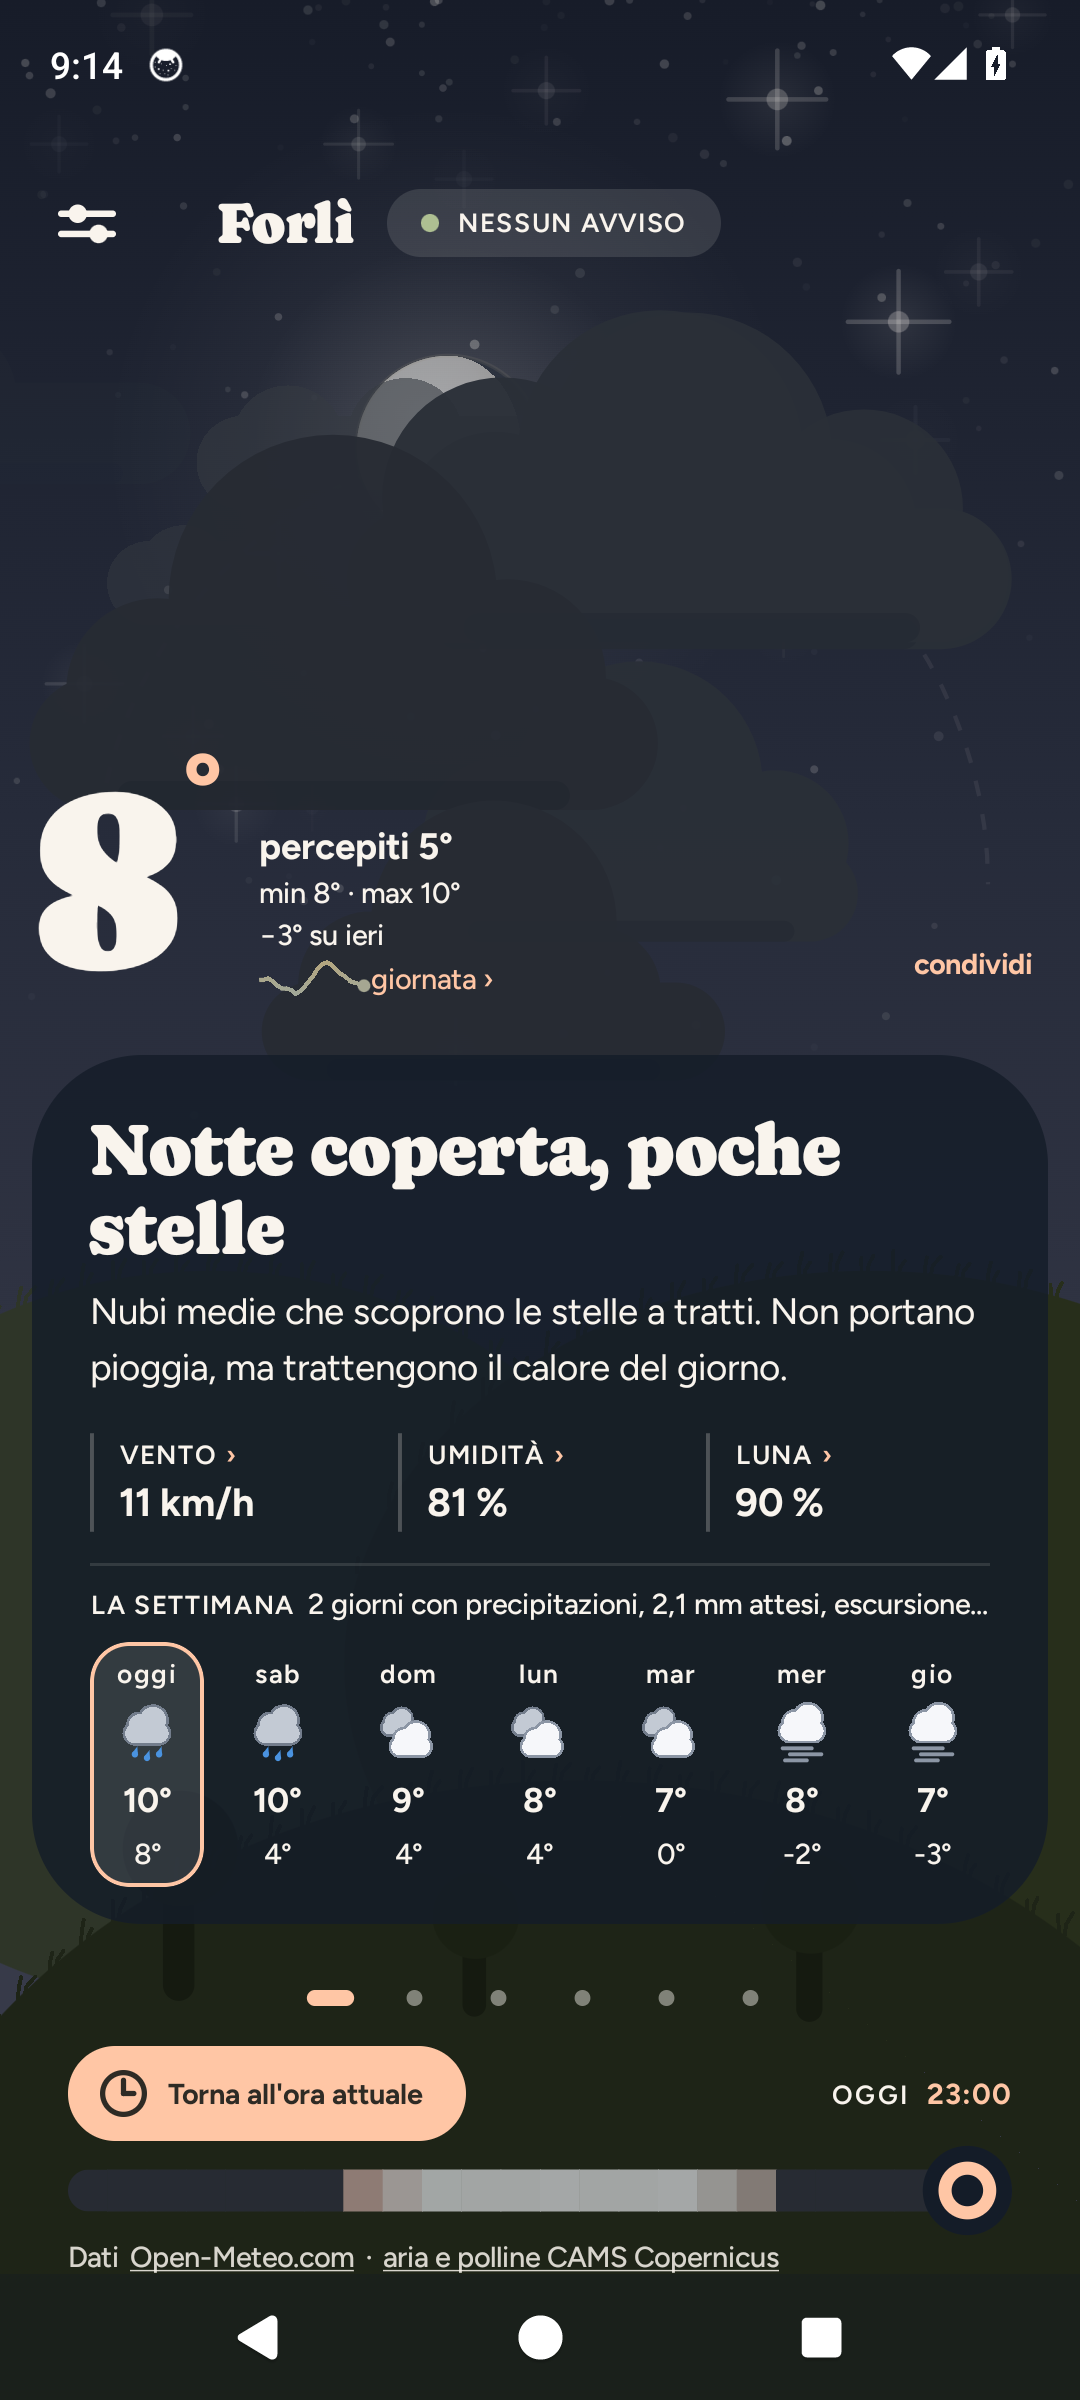 9:14
Forlì
NESSUN AVVISO
8°
percepiti 5°
min 8° · max 10°
−3° su ieri
giornata ›
condividi
Notte coperta, poche
stelle
Nubi medie che scoprono le stelle a tratti. Non portano
pioggia, ma trattengono il calore del giorno.
VENTO › UMIDITÀ › LUNA ›
11 km/h 81 % 90 %
LA SETTIMANA 2 giorni con precipitazioni, 2,1 mm attesi, escursione...
oggi sab dom lun mar mer gio
10° 10° 9° 8° 7° 8° 7°
8° 4° 4° 4° 0° -2° -3°
Torna all'ora attuale
OGGI 23:00
Dati Open-Meteo.com · aria e polline CAMS Copernicus